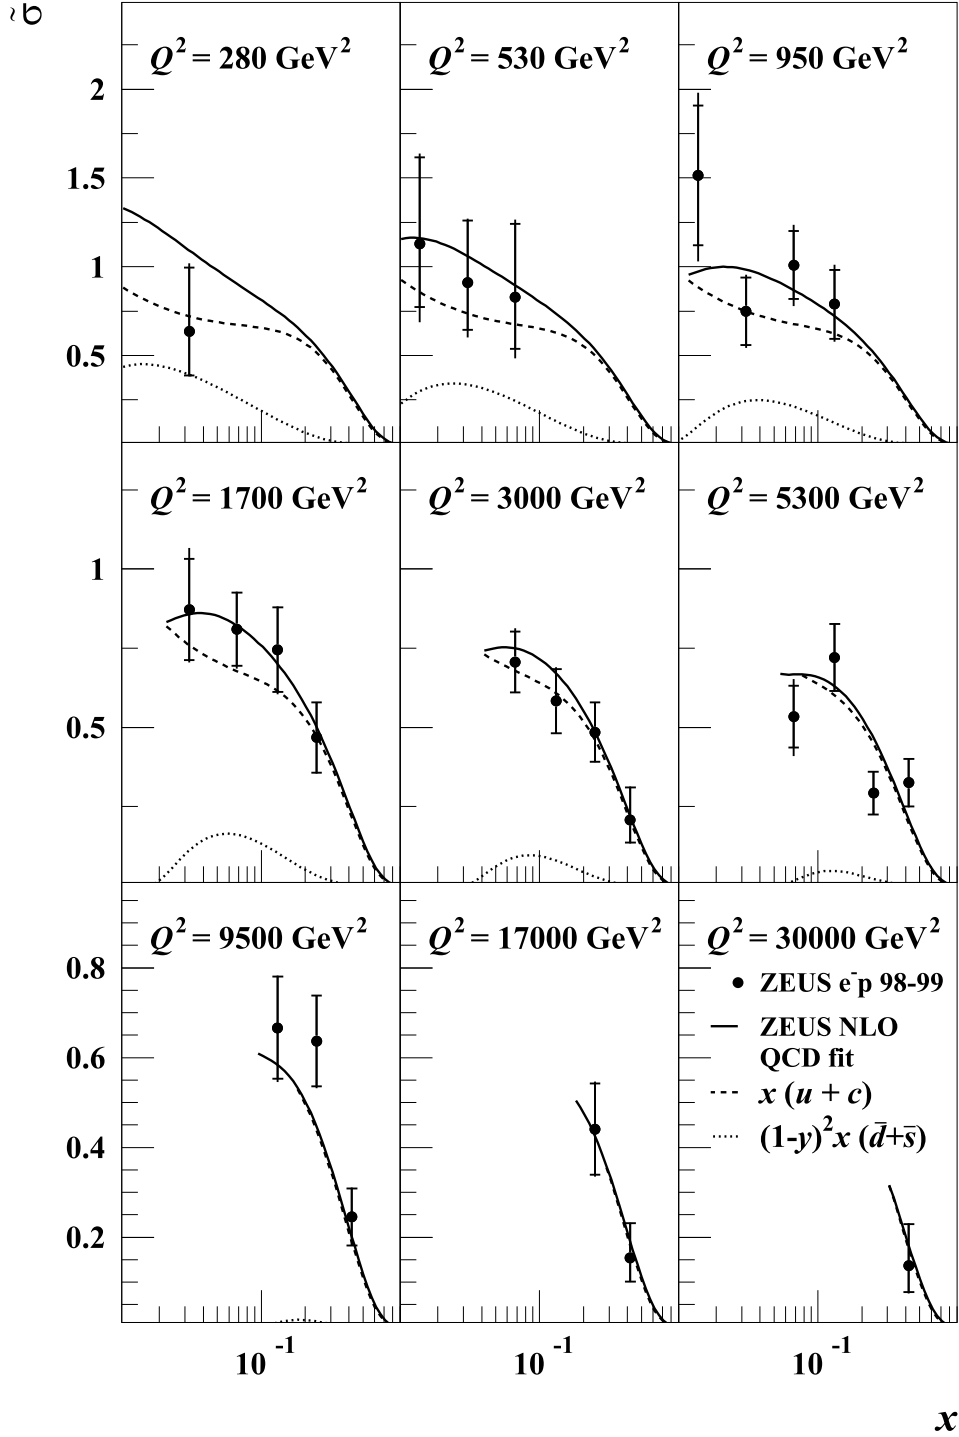 σ̃
Q² = 280 GeV²
Q² = 530 GeV²
Q² = 950 GeV²
2
1.5
1
0.5
Q² = 1700 GeV²
Q² = 3000 GeV²
Q² = 5300 GeV²
1
0.5
Q² = 9500 GeV²
Q² = 17000 GeV²
Q² = 30000 GeV²
0.8
0.6
0.4
0.2
ZEUS e⁻p 98-99
ZEUS NLO
QCD fit
x (u + c)
(1-y)²x (d̄+s̄)
10⁻¹
10⁻¹
10⁻¹
x